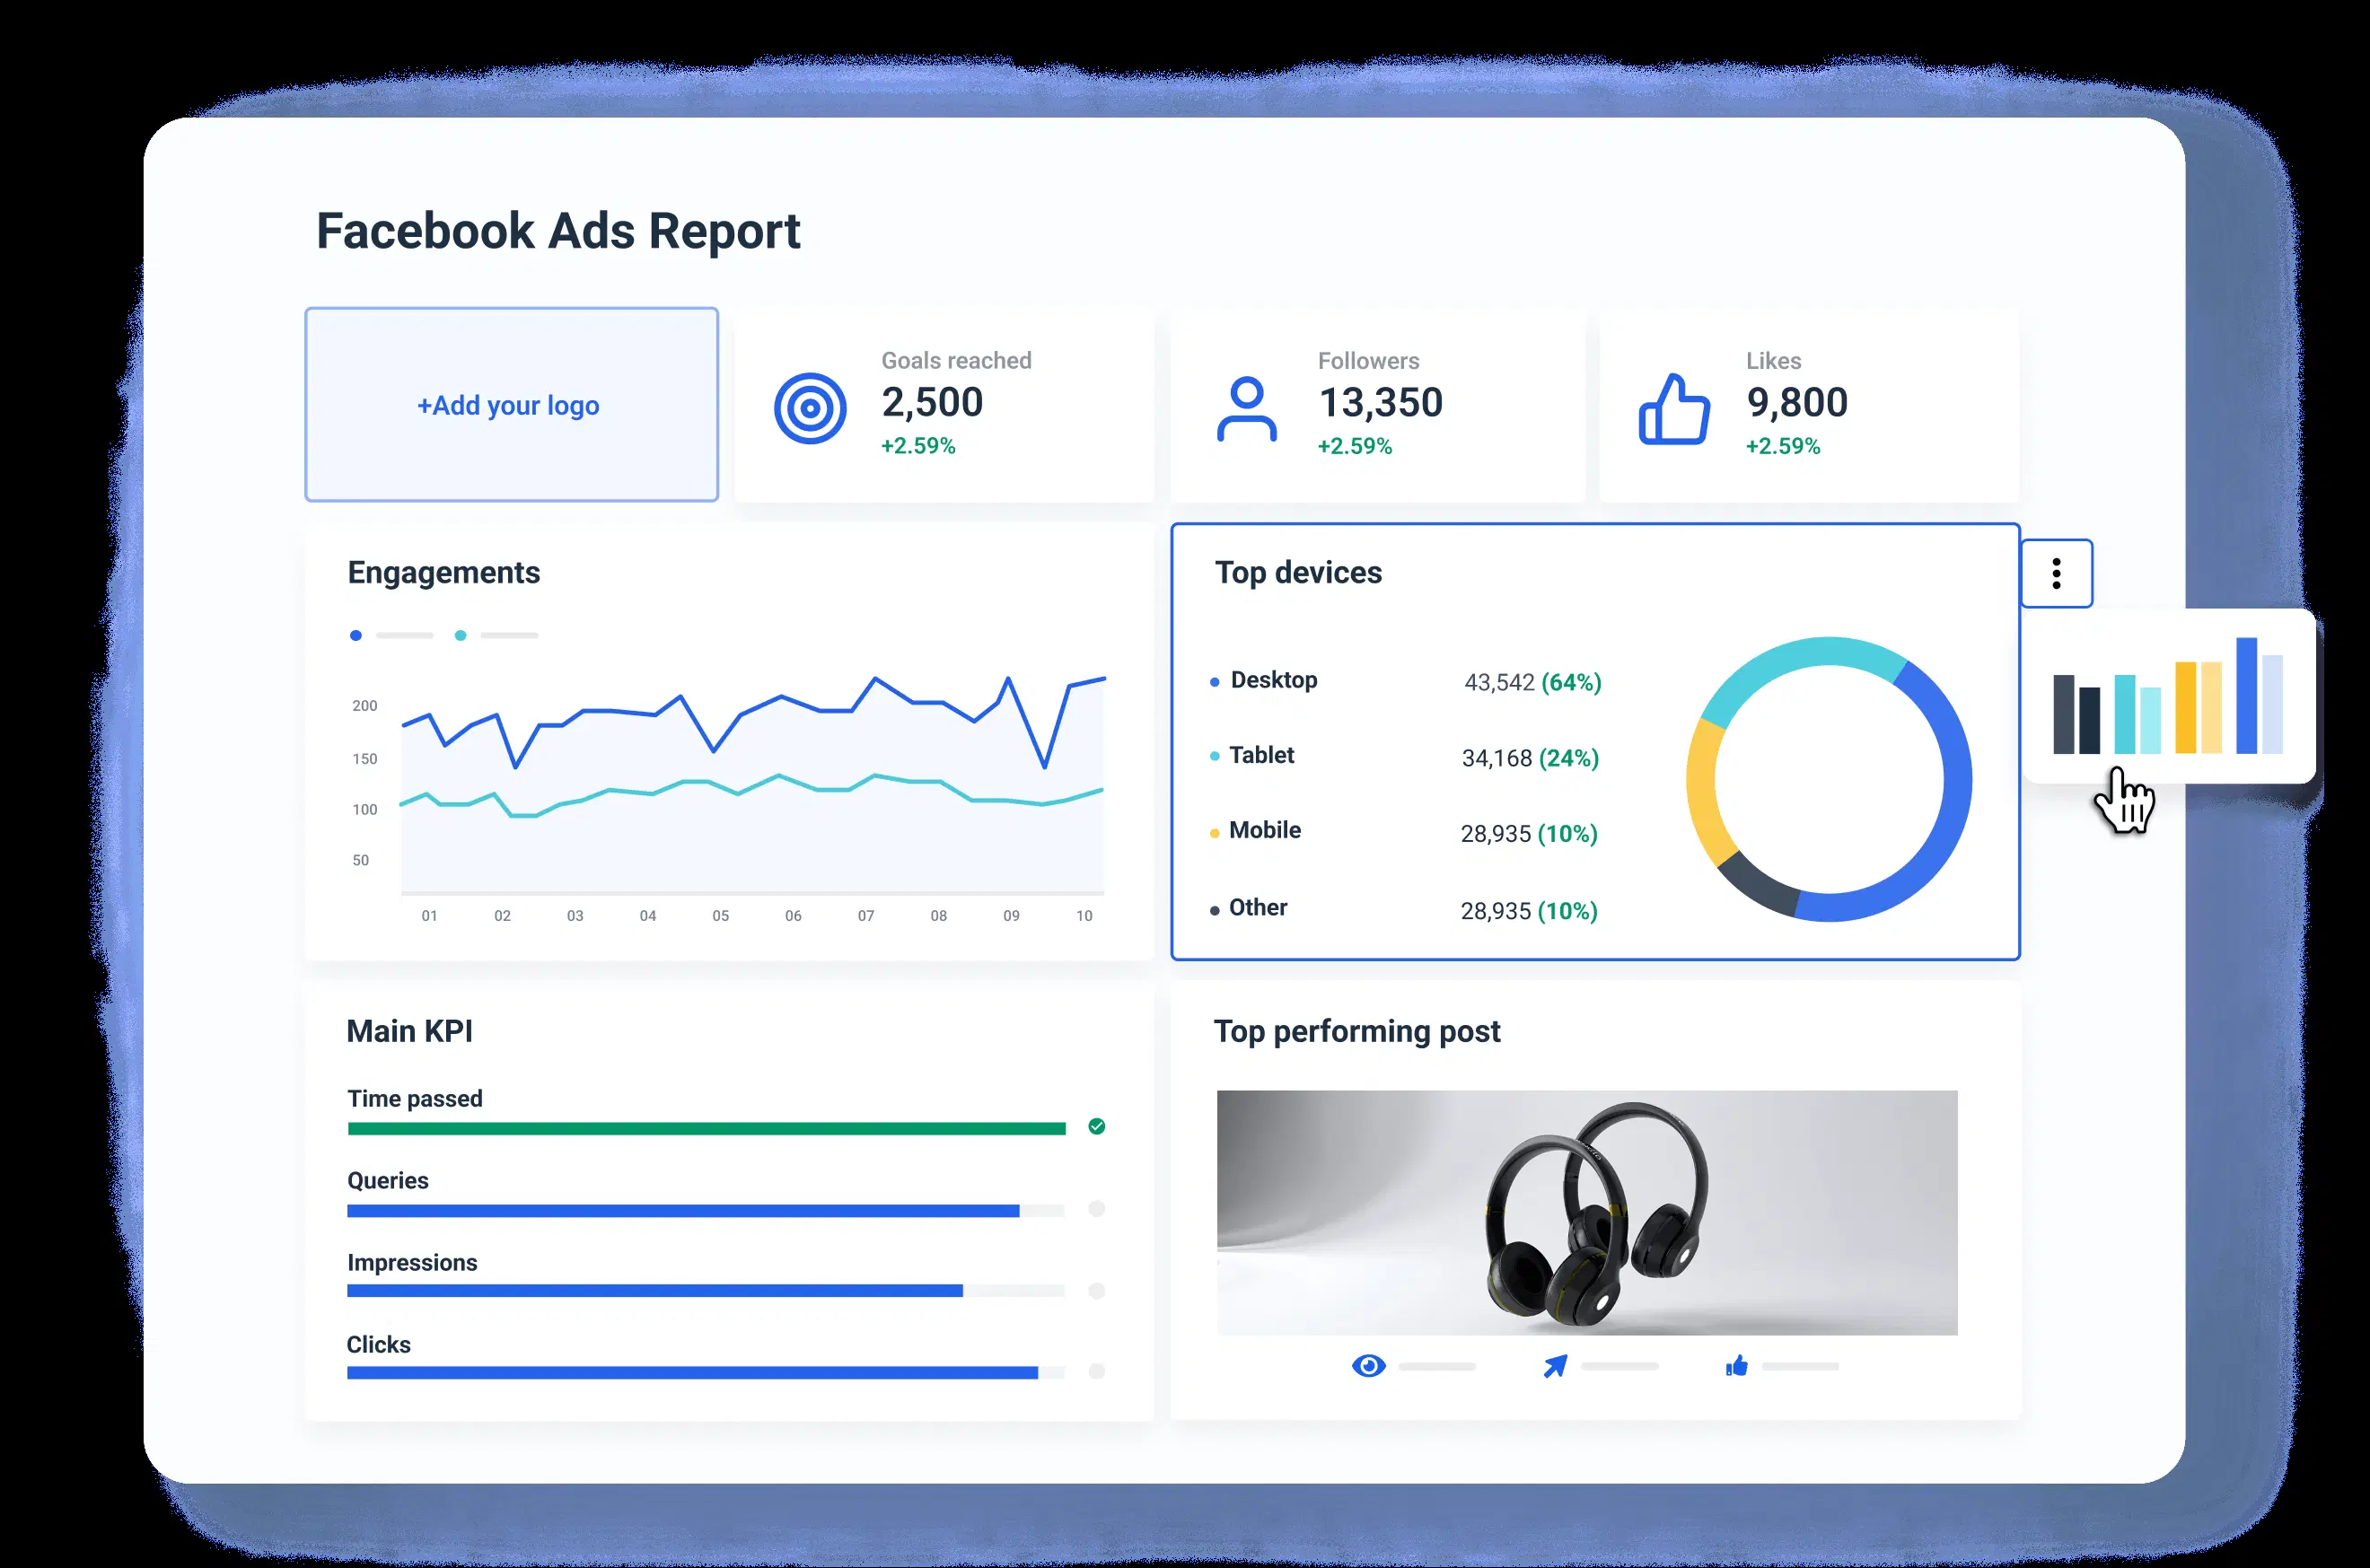 Facebook Ads Report
+Add your logo
Goals reached
2,500
+2.59%
Followers
13,350
+2.59%
Likes
9,800
+2.59%
Engagements
200
150
100
50
01 02 03 04 05 06 07 08 09 10
Top devices
Desktop 43,542 (64%)
Tablet 34,168 (24%)
Mobile 28,935 (10%)
Other 28,935 (10%)
Main KPI
Time passed
Queries
Impressions
Clicks
Top performing post